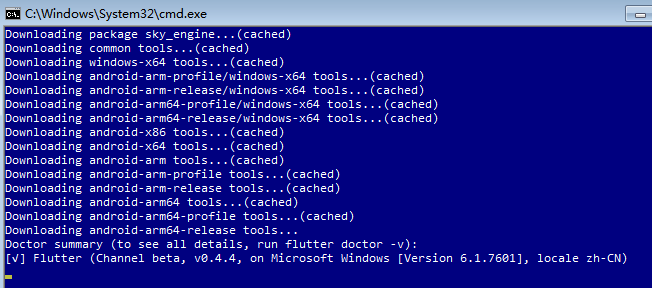 C:\Windows\System32\cmd.exe
Downloading package sky_engine...(cached)
Downloading common tools...(cached)
Downloading windows-x64 tools...(cached)
Downloading android-arm-profile/windows-x64 tools...(cached)
Downloading android-arm-release/windows-x64 tools...(cached)
Downloading android-arm64-profile/windows-x64 tools...(cached)
Downloading android-arm64-release/windows-x64 tools...(cached)
Downloading android-x86 tools...(cached)
Downloading android-x64 tools...(cached)
Downloading android-arm tools...(cached)
Downloading android-arm-profile tools...(cached)
Downloading android-arm-release tools...(cached)
Downloading android-arm64 tools...(cached)
Downloading android-arm64-profile tools...(cached)
Downloading android-arm64-release tools...
Doctor summary (to see all details, run flutter doctor -v):
[√] Flutter (Channel beta, v0.4.4, on Microsoft Windows [Version 6.1.7601], locale zh-CN)